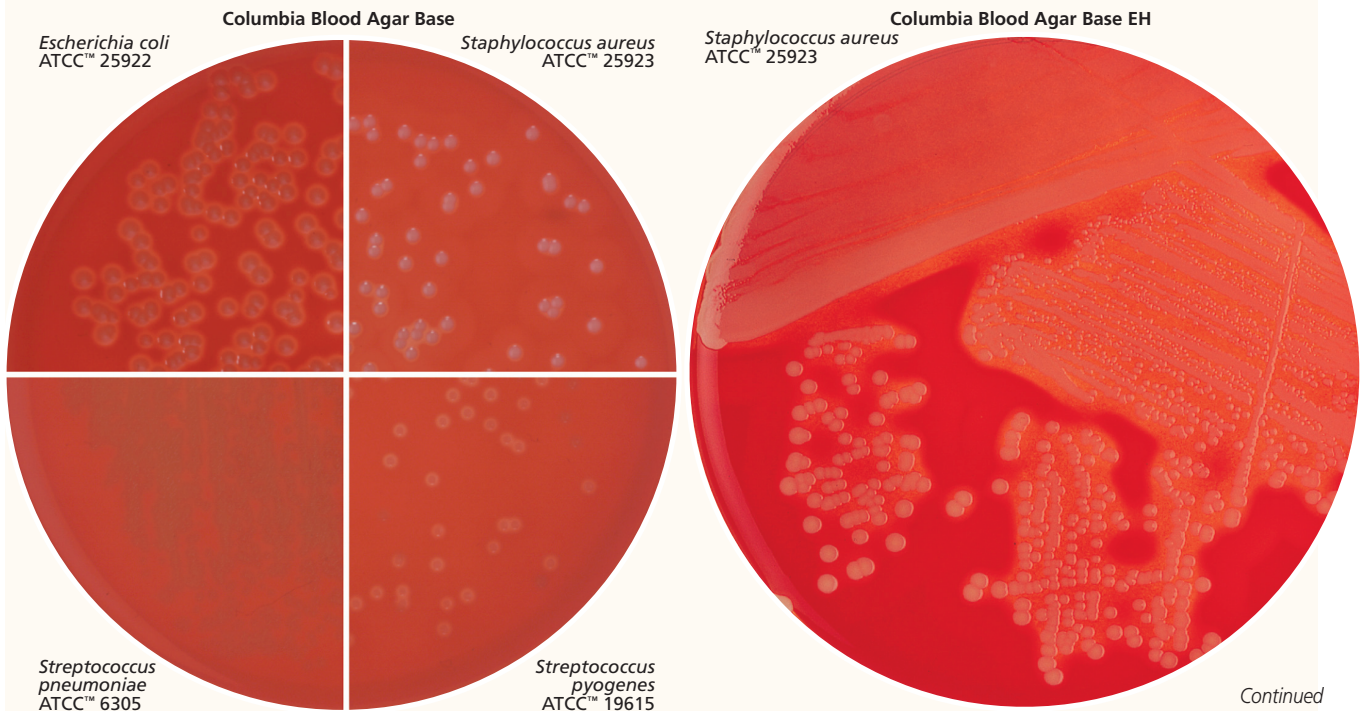 Columbia Blood Agar Base
Escherichia coli
ATCC™ 25922
Staphylococcus aureus
ATCC™ 25923
Streptococcus
pneumoniae
ATCC™ 6305
Streptococcus
pyogenes
ATCC™ 19615
Columbia Blood Agar Base EH
Staphylococcus aureus
ATCC™ 25923
Continued